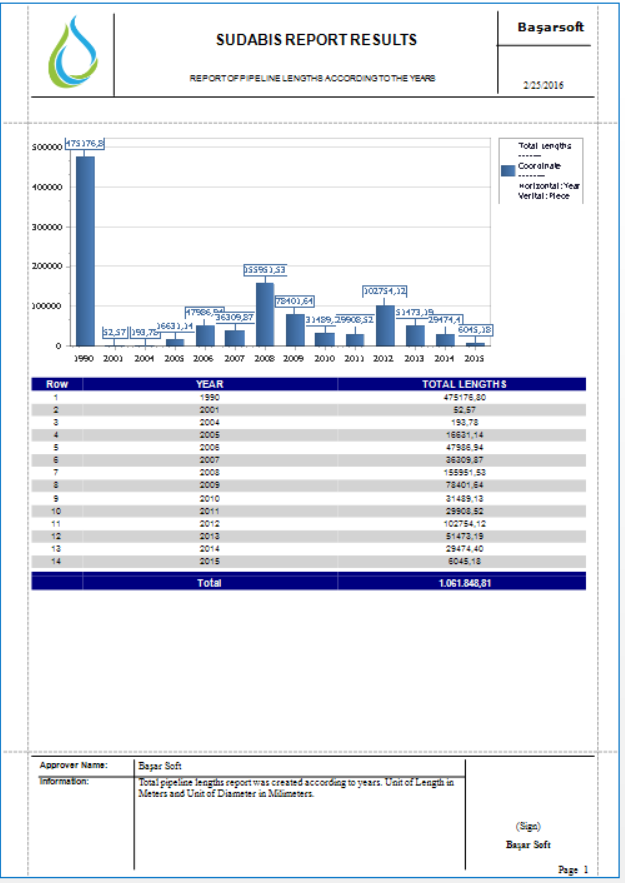 SUDABIS REPORT RESULTS
Başarsoft
REPORT OF PIPELINE LENGTHS ACCORDING TO THE YEARS
2/25/2016
500000
400000
300000
200000
100000
0
475176,8
52,57
193,78
16631,14
47986,94
36309,87
155951,53
78401,64
31489,
29908,52
102754,12
51473,19
29474,4
6045,18
1990 2001 2004 2005 2006 2007 2008 2009 2010 2011 2012 2013 2014 2015
Total Lengths
------
Coordinate
--------
Horizontal:Year
Verital:Piece
Row YEAR TOTAL LENGTHS
1 1990 475176,80
2 2001 52,57
3 2004 193,78
4 2005 16631,14
5 2006 47986,94
6 2007 36309,87
7 2008 155951,53
8 2009 78401,64
9 2010 31489,13
10 2011 29908,52
11 2012 102754,12
12 2013 51473,19
13 2014 29474,40
14 2015 6045,18
Total 1.061.848,81
Approver Name: Başar Soft
Information: Total pipeline lengths report was created according to years. Unit of Length in
Meters and Unit of Diameter in Milimeters.
(Sign)
Başar Soft
Page 1